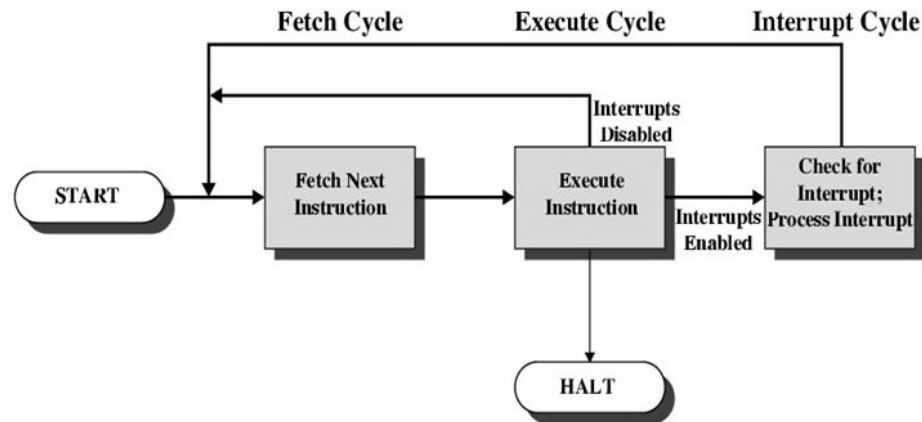 Fetch Cycle
Execute Cycle
Interrupt Cycle
Interrupts
Disabled
START
Fetch Next
Instruction
Execute
Instruction
Interrupts
Enabled
Check for
Interrupt;
Process Interrupt
HALT